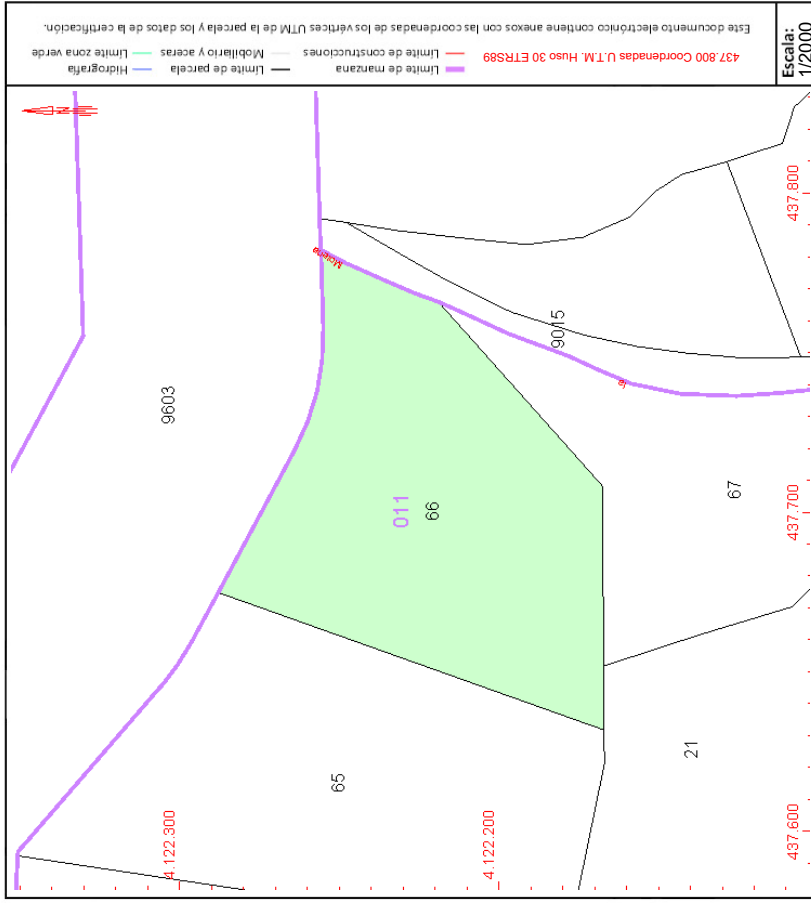 Este documento electrónico contiene anexos con las coordenadas de los vértices UTM de la parcela y los datos de la certificación.
437.800 Coordenadas U.T.M. Huso 30 ETRS89
Límite de manzana
Límite de construcciones
Límite de parcela
Mobiliario y aceras
Hidrografía
Límite zona verde
Escala:
1/2000
437.800
437.700
437.600
4.122.300
4.122.200
9603
9015
011
66
67
65
21